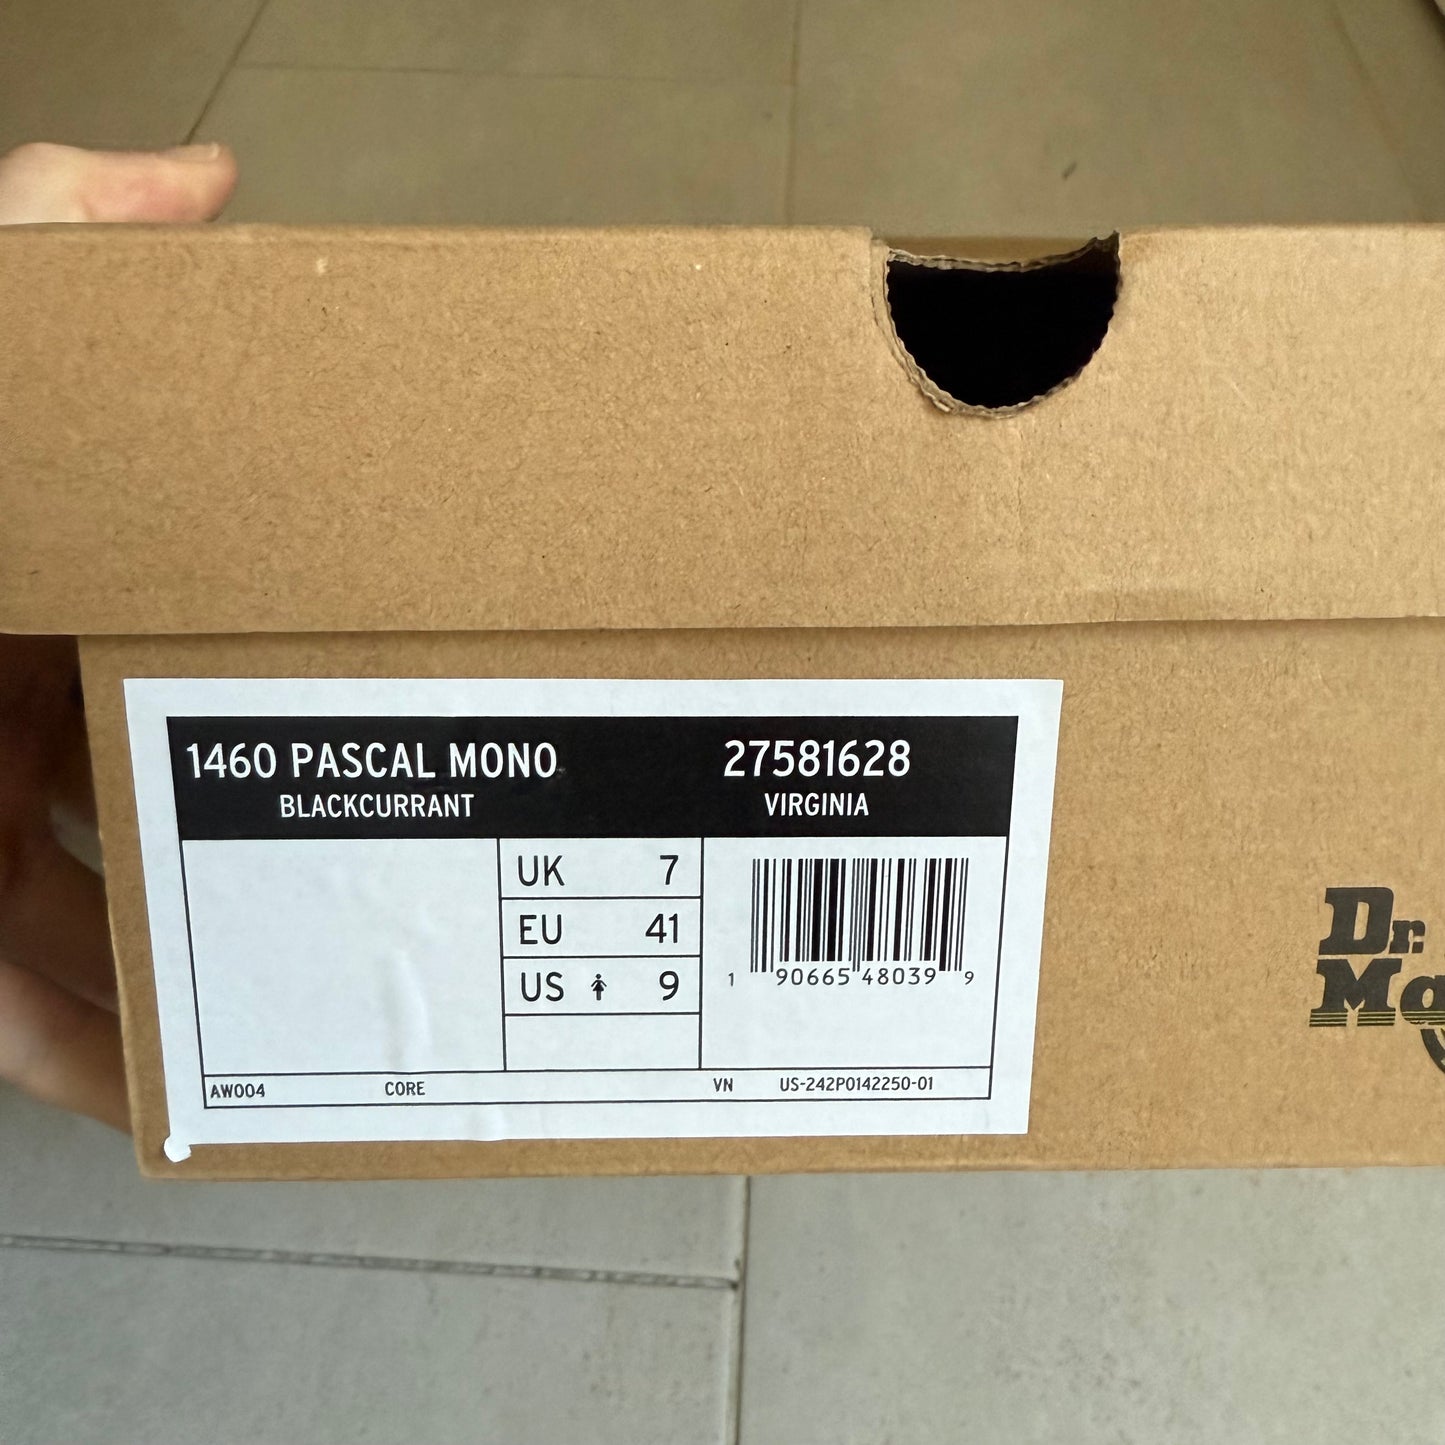 1460 PASCAL MONO 27581628
BLACKCURRANT VIRGINIA
UK 7
EU 41
US 9
1 90665 48039 9
AW004 CORE VN US-242P0142250-01
Dr.
Ma